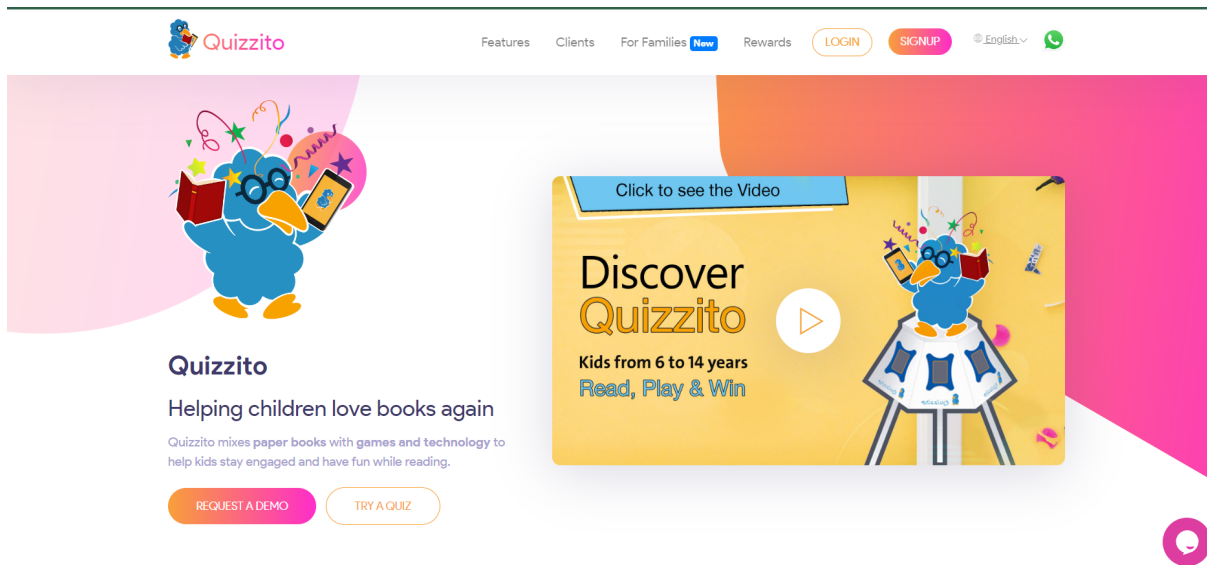 Quizzito
Features Clients For Families New Rewards LOGIN SIGNUP English
Click to see the Video
Discover
Quizzito
Kids from 6 to 14 years
Read, Play & Win
Quizzito
Quizzito
Helping children love books again
Quizzito mixes paper books with games and technology to
help kids stay engaged and have fun while reading.
REQUEST A DEMO TRY A QUIZ